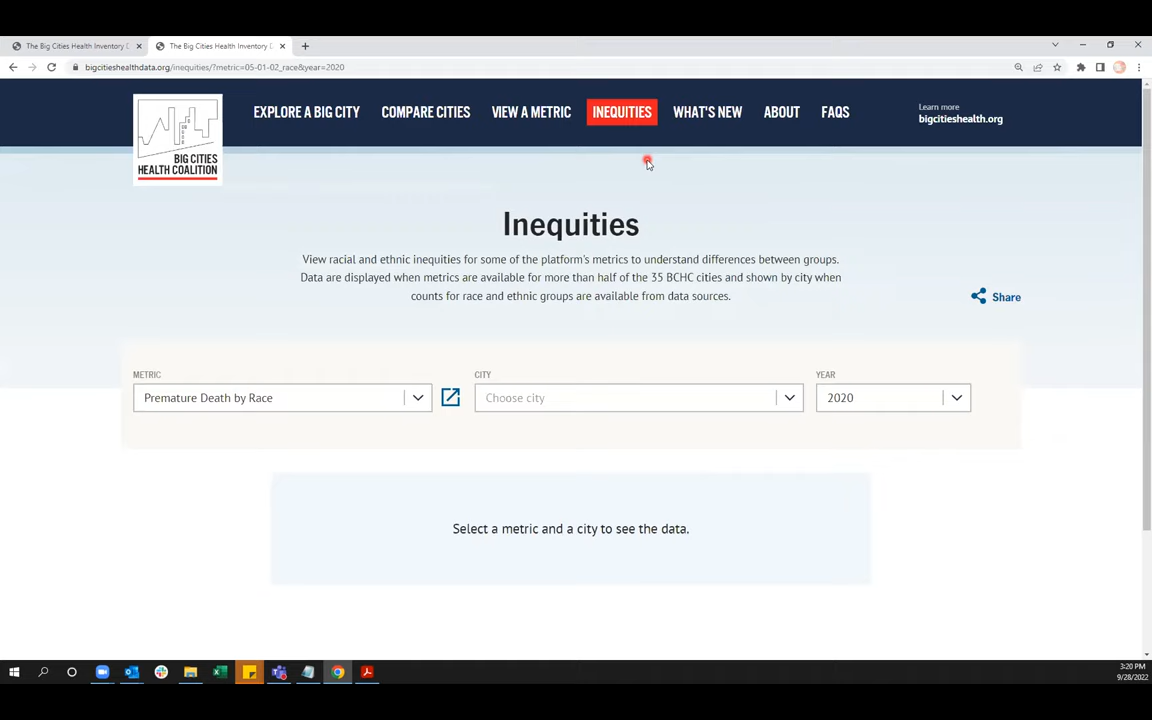 The Big Cities Health Inventory D
The Big Cities Health Inventory D
bigcitieshealthdata.org/inequities/?metric=05-01-02_race&year=2020
EXPLORE A BIG CITY
COMPARE CITIES
VIEW A METRIC
INEQUITIES
WHAT'S NEW
ABOUT
FAQS
Learn more
bigcitieshealth.org
BIG CITIES
HEALTH COALITION
Inequities
View racial and ethnic inequities for some of the platform's metrics to understand differences between groups.
Data are displayed when metrics are available for more than half of the 35 BCHC cities and shown by city when
counts for race and ethnic groups are available from data sources.
Share
METRIC
Premature Death by Race
CITY
Choose city
YEAR
2020
Select a metric and a city to see the data.
3:20 PM
9/28/2022